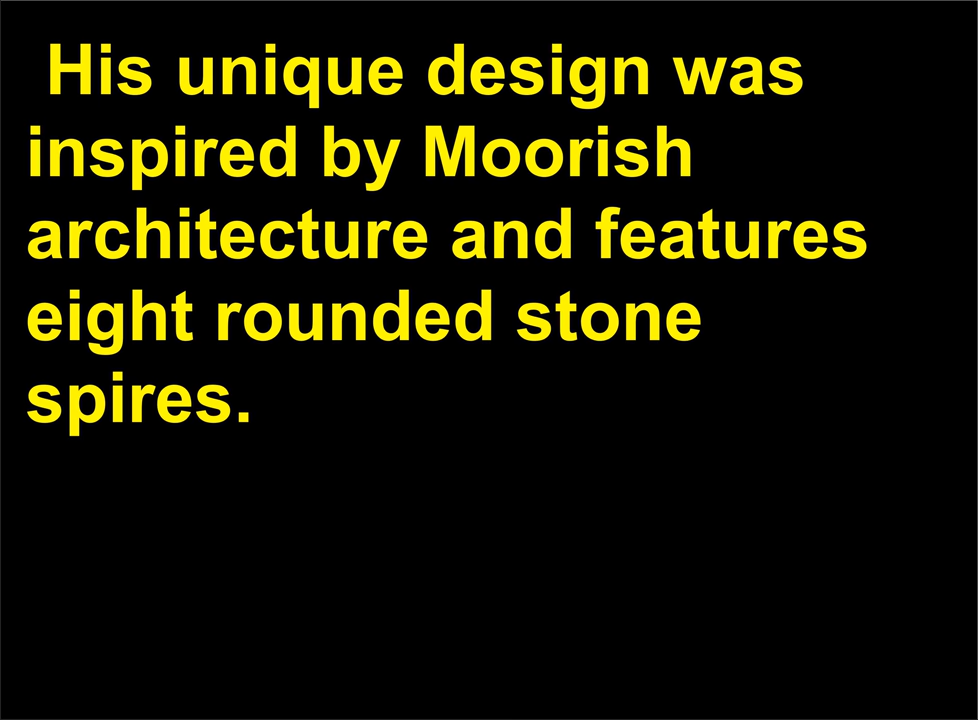 His unique design was
inspired by Moorish
architecture and features
eight rounded stone
spires.